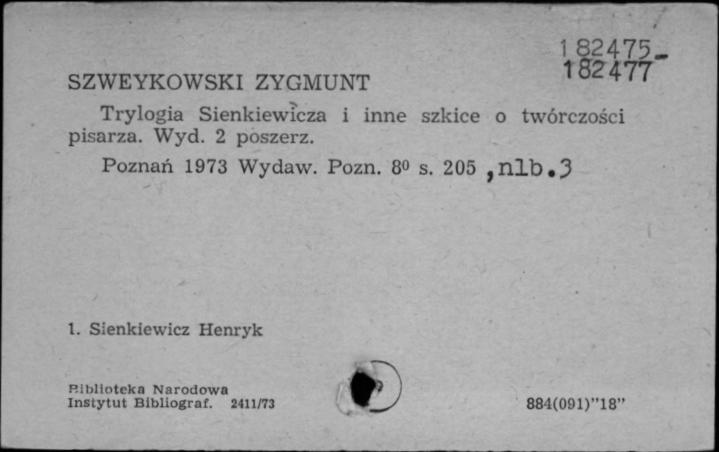 182475-
182477
SZWEYKOWSKI ZYGMUNT
Trylogia Sienkiewicza i inne szkice o twórczości
pisarza. Wyd. 2 poszerz.
Poznań 1973 Wydaw. Pozn. 8⁰ s. 205 ,nlb.3
1. Sienkiewicz Henryk
Biblioteka Narodowa
Instytut Bibliograf. 2411/73
884(091)"18"